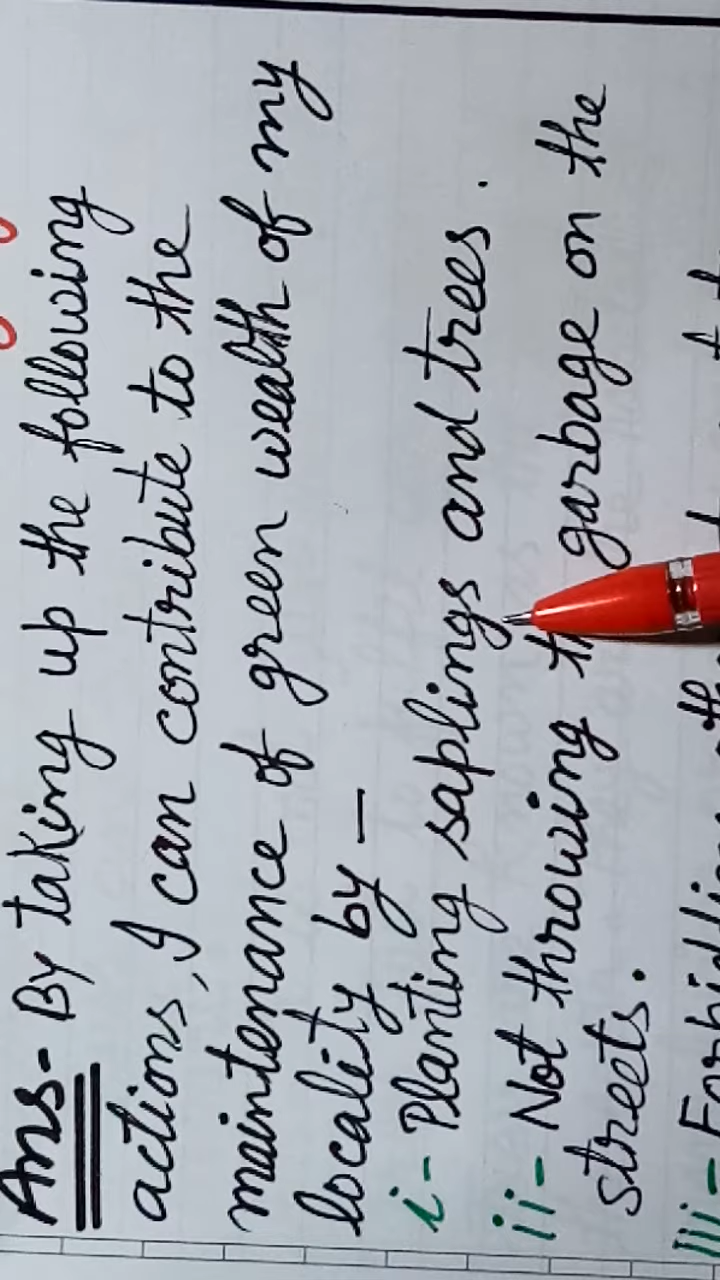 Ans- By taking up the following
actions, I can contribute to the
maintenance of green wealth of my
locality by -
i- Planting saplings and trees.
ii- Not throwing garbage on the
streets.
iii-